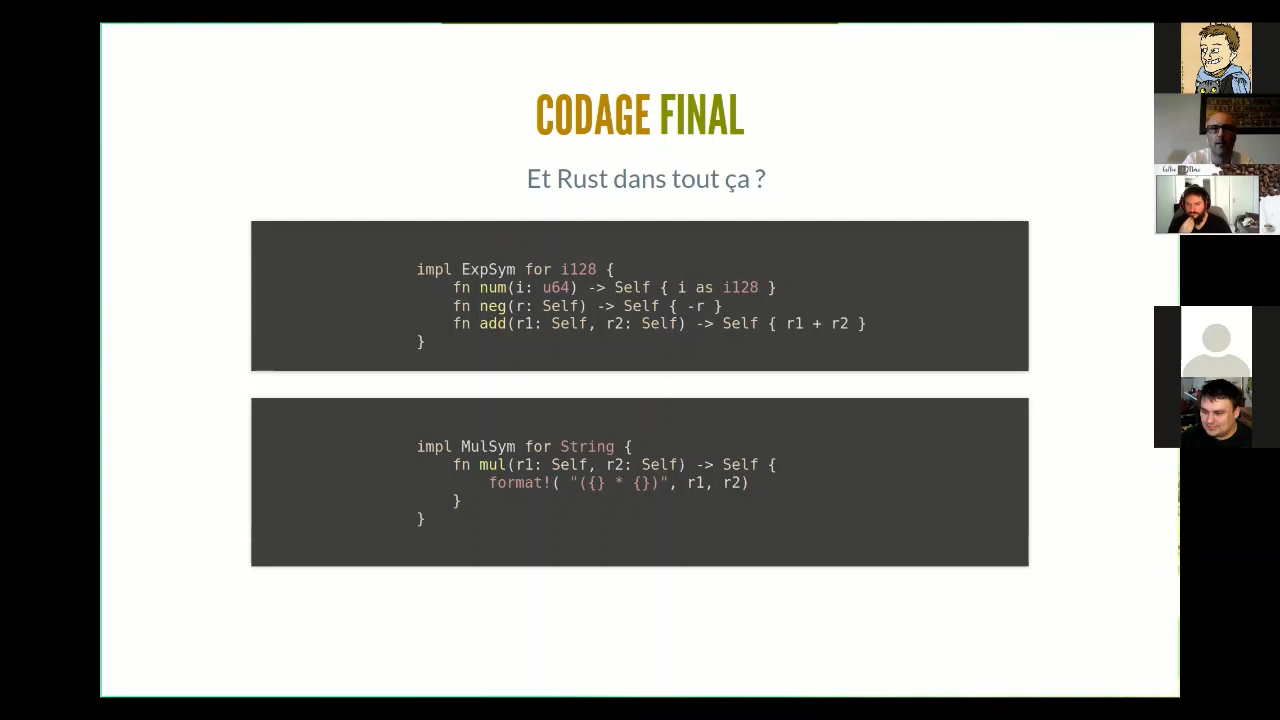 CODAGE FINAL
Et Rust dans tout ça ?
impl ExpSym for i128 {
    fn num(i: u64) -> Self { i as i128 }
    fn neg(r: Self) -> Self { -r }
    fn add(r1: Self, r2: Self) -> Self { r1 + r2 }
}
impl MulSym for String {
    fn mul(r1: Self, r2: Self) -> Self {
        format!( "({} * {})", r1, r2)
    }
}